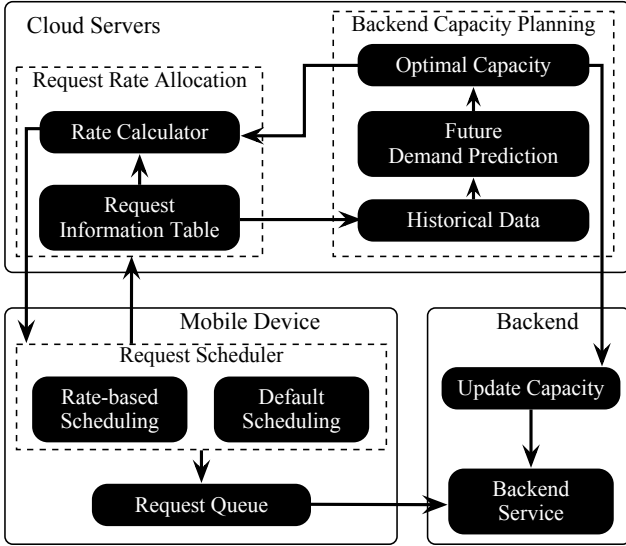 Cloud Servers
Backend Capacity Planning
Optimal Capacity
Request Rate Allocation
Rate Calculator
Future
Demand Prediction
Request
Information Table
Historical Data
Mobile Device
Request Scheduler
Rate-based
Scheduling
Default
Scheduling
Request Queue
Backend
Update Capacity
Backend
Service